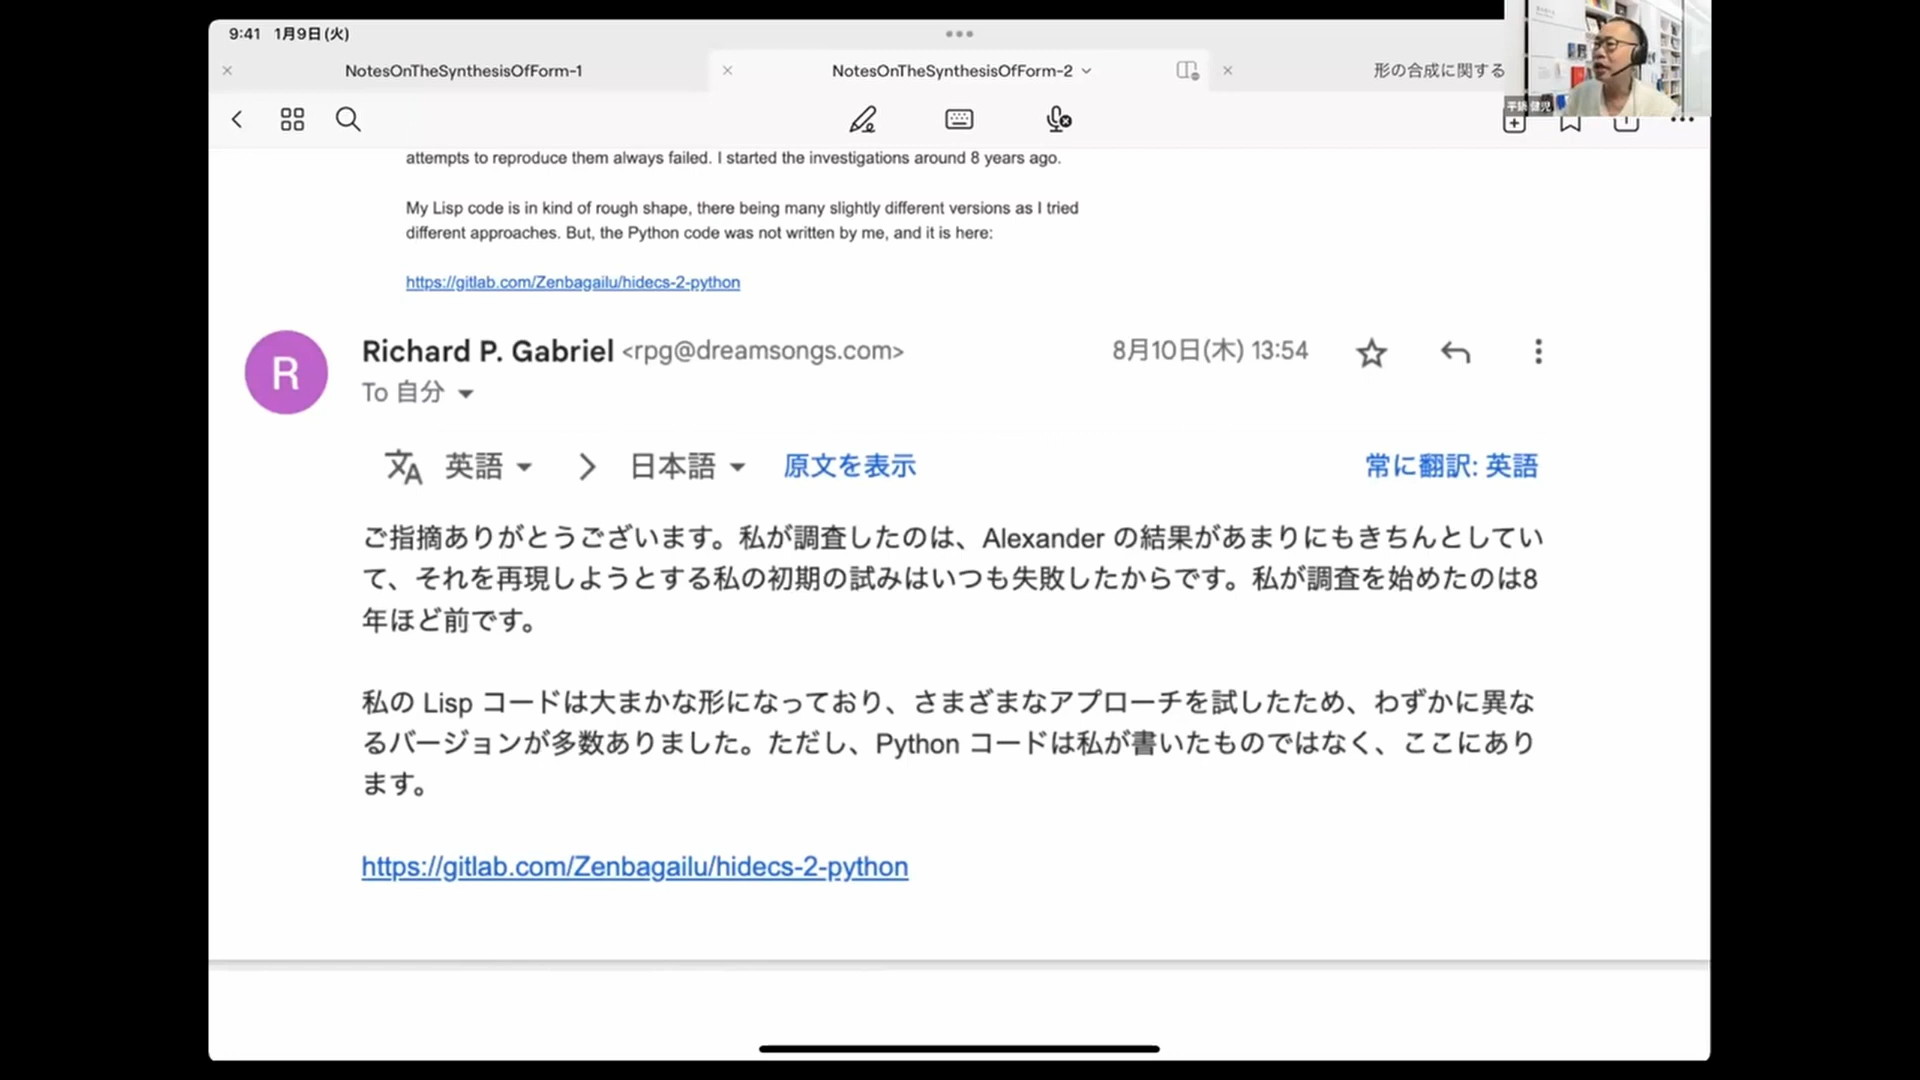 9:41 1月9日(火)
NotesOnTheSynthesisOfForm-1
NotesOnTheSynthesisOfForm-2
形の合成に関する
平鍋 健児
attempts to reproduce them always failed. I started the investigations around 8 years ago.
My Lisp code is in kind of rough shape, there being many slightly different versions as I tried
different approaches. But, the Python code was not written by me, and it is here:
https://gitlab.com/Zenbagailu/hidecs-2-python
R
Richard P. Gabriel <rpg@dreamsongs.com>
8月10日(木) 13:54
To 自分
英語 日本語 原文を表示 常に翻訳: 英語
ご指摘ありがとうございます。私が調査したのは、Alexander の結果があまりにもきちんとしてい
て、それを再現しようとする私の初期の試みはいつも失敗したからです。私が調査を始めたのは8
年ほど前です。
私の Lisp コードは大まかな形になっており、さまざまなアプローチを試したため、わずかに異な
るバージョンが多数ありました。ただし、Python コードは私が書いたものではなく、ここにあり
ます。
https://gitlab.com/Zenbagailu/hidecs-2-python